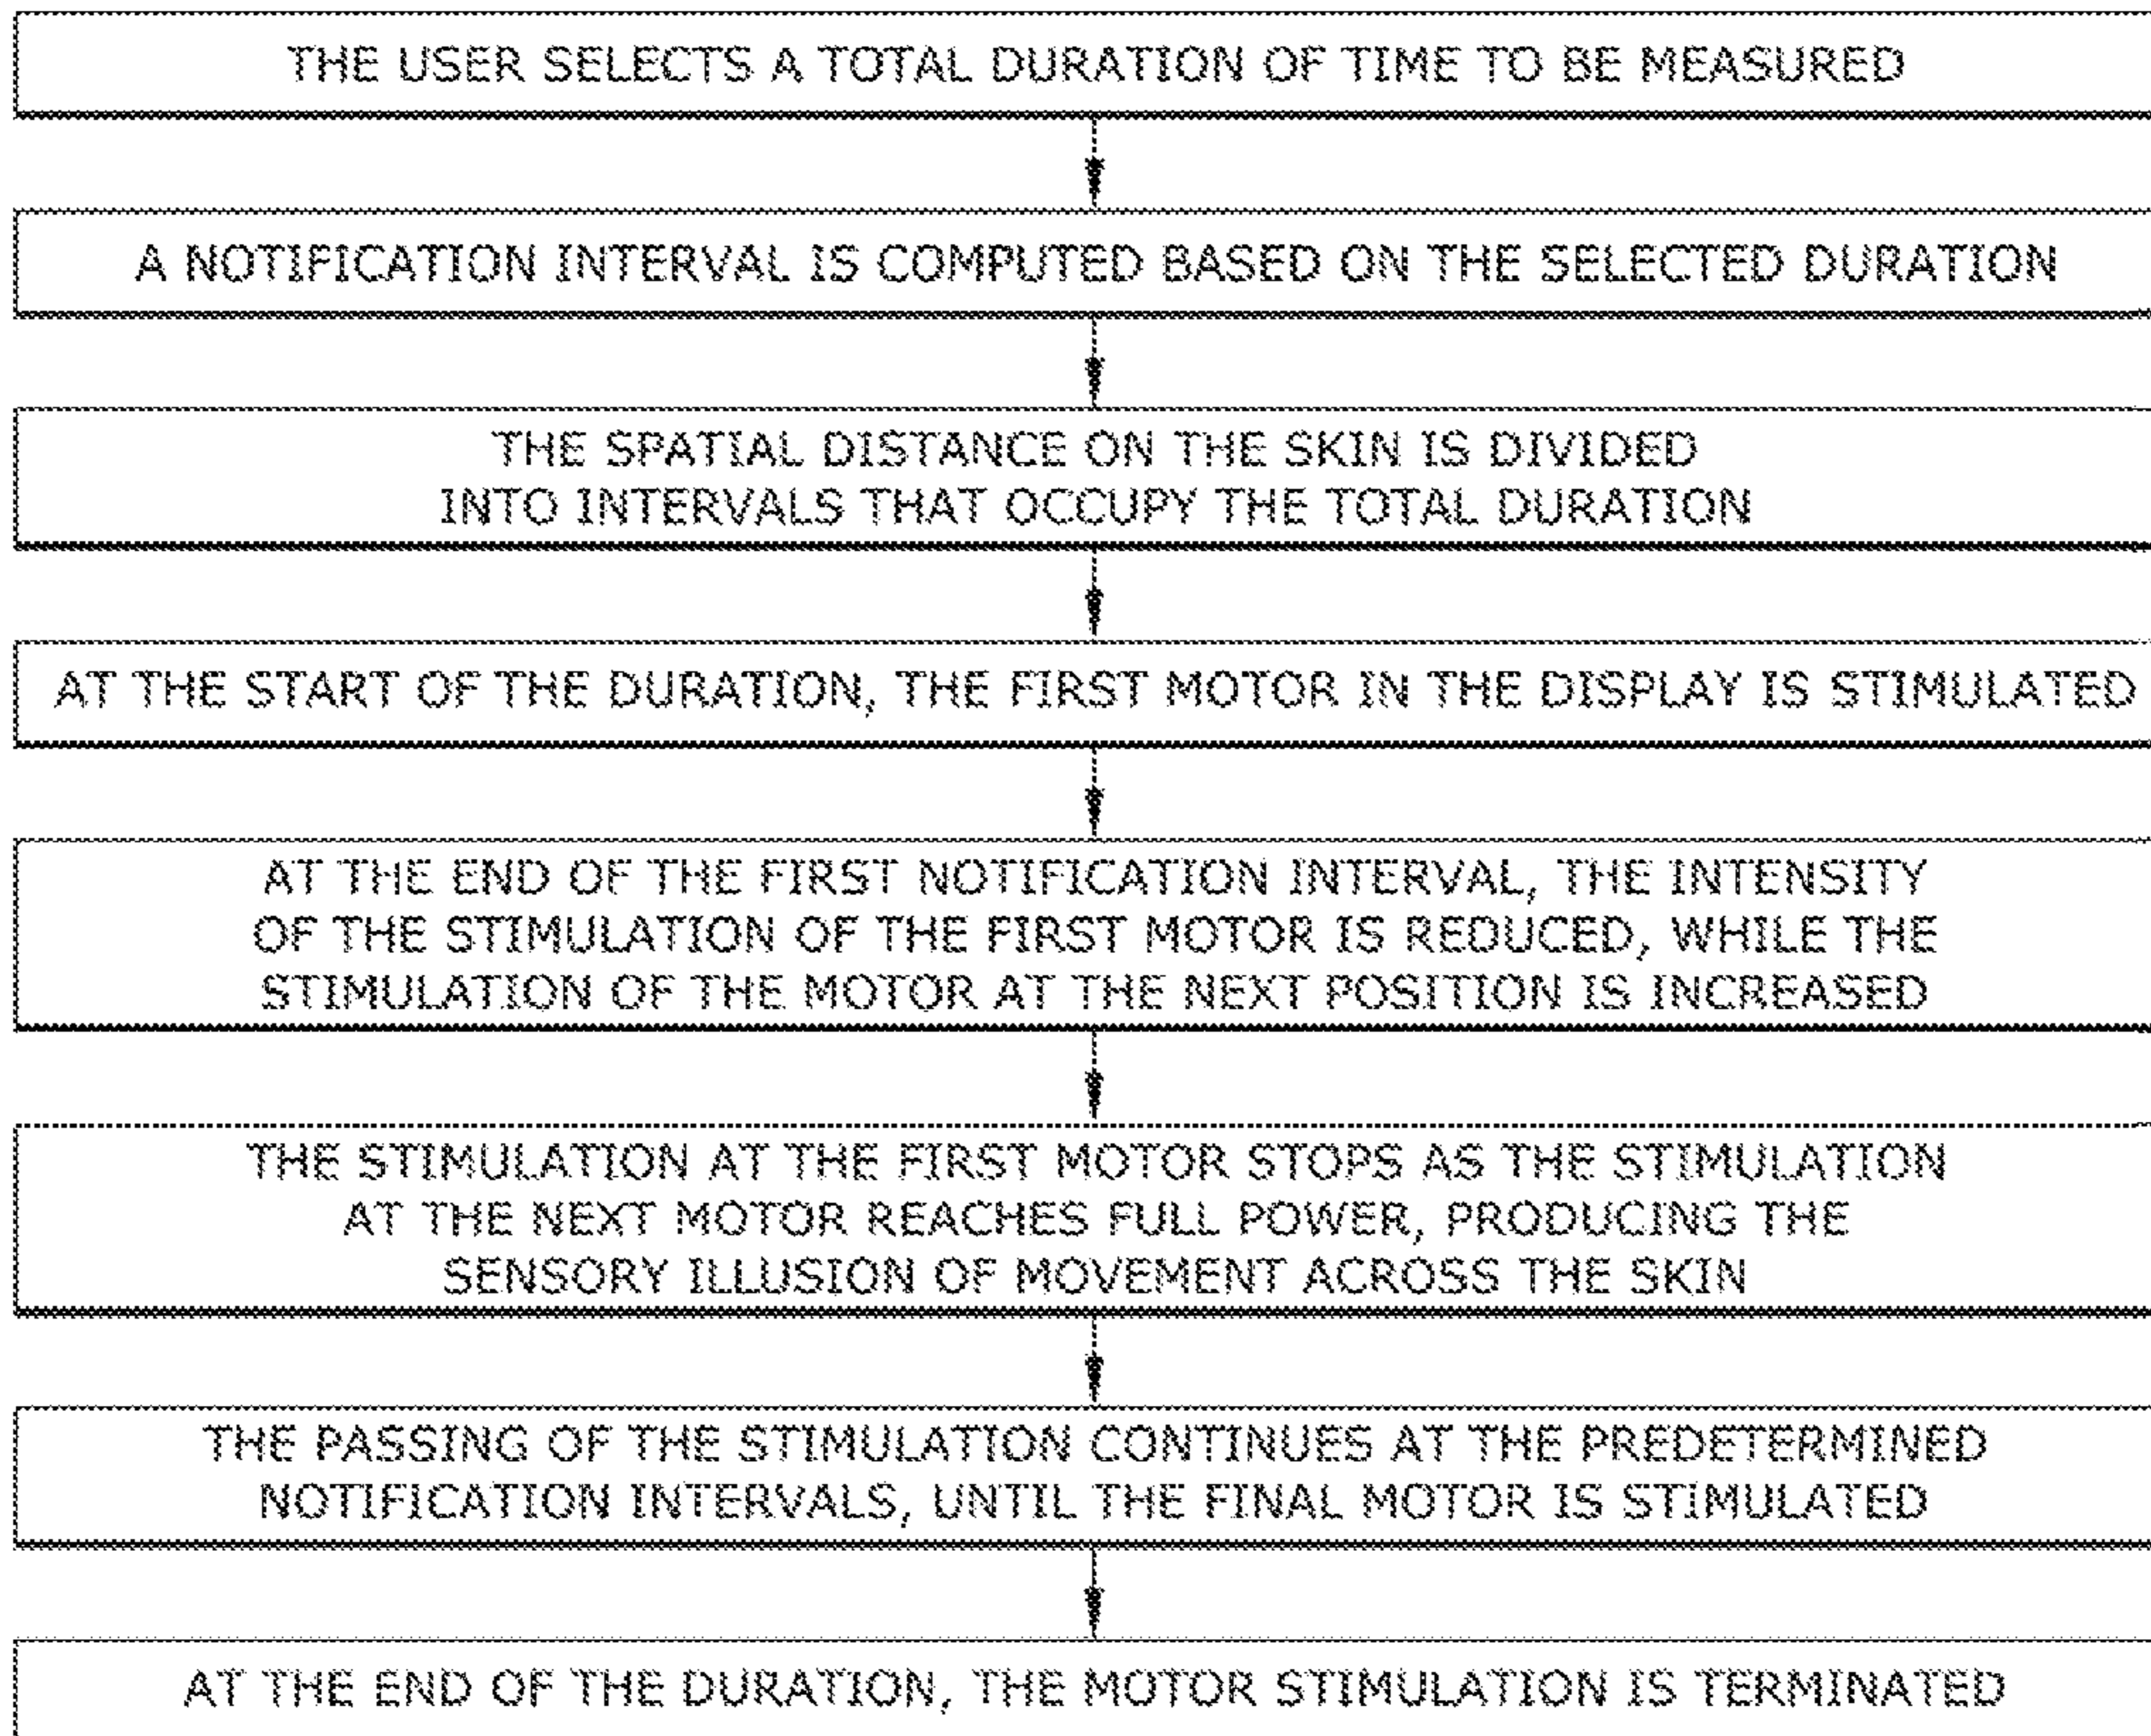 THE USER SELECTS A TOTAL DURATION OF TIME TO BE MEASURED
A NOTIFICATION INTERVAL IS COMPUTED BASED ON THE SELECTED DURATION
THE SPATIAL DISTANCE ON THE SKIN IS DIVIDED
INTO INTERVALS THAT OCCUPY THE TOTAL DURATION
AT THE START OF THE DURATION, THE FIRST MOTOR IN THE DISPLAY IS STIMULATED
AT THE END OF THE FIRST NOTIFICATION INTERVAL, THE INTENSITY
OF THE STIMULATION OF THE FIRST MOTOR IS REDUCED, WHILE THE
STIMULATION OF THE MOTOR AT THE NEXT POSITION IS INCREASED
THE STIMULATION AT THE FIRST MOTOR STOPS AS THE STIMULATION
AT THE NEXT MOTOR REACHES FULL POWER, PRODUCING THE
SENSORY ILLUSION OF MOVEMENT ACROSS THE SKIN
THE PASSING OF THE STIMULATION CONTINUES AT THE PREDETERMINED
NOTIFICATION INTERVALS, UNTIL THE FINAL MOTOR IS STIMULATED
AT THE END OF THE DURATION, THE MOTOR STIMULATION IS TERMINATED